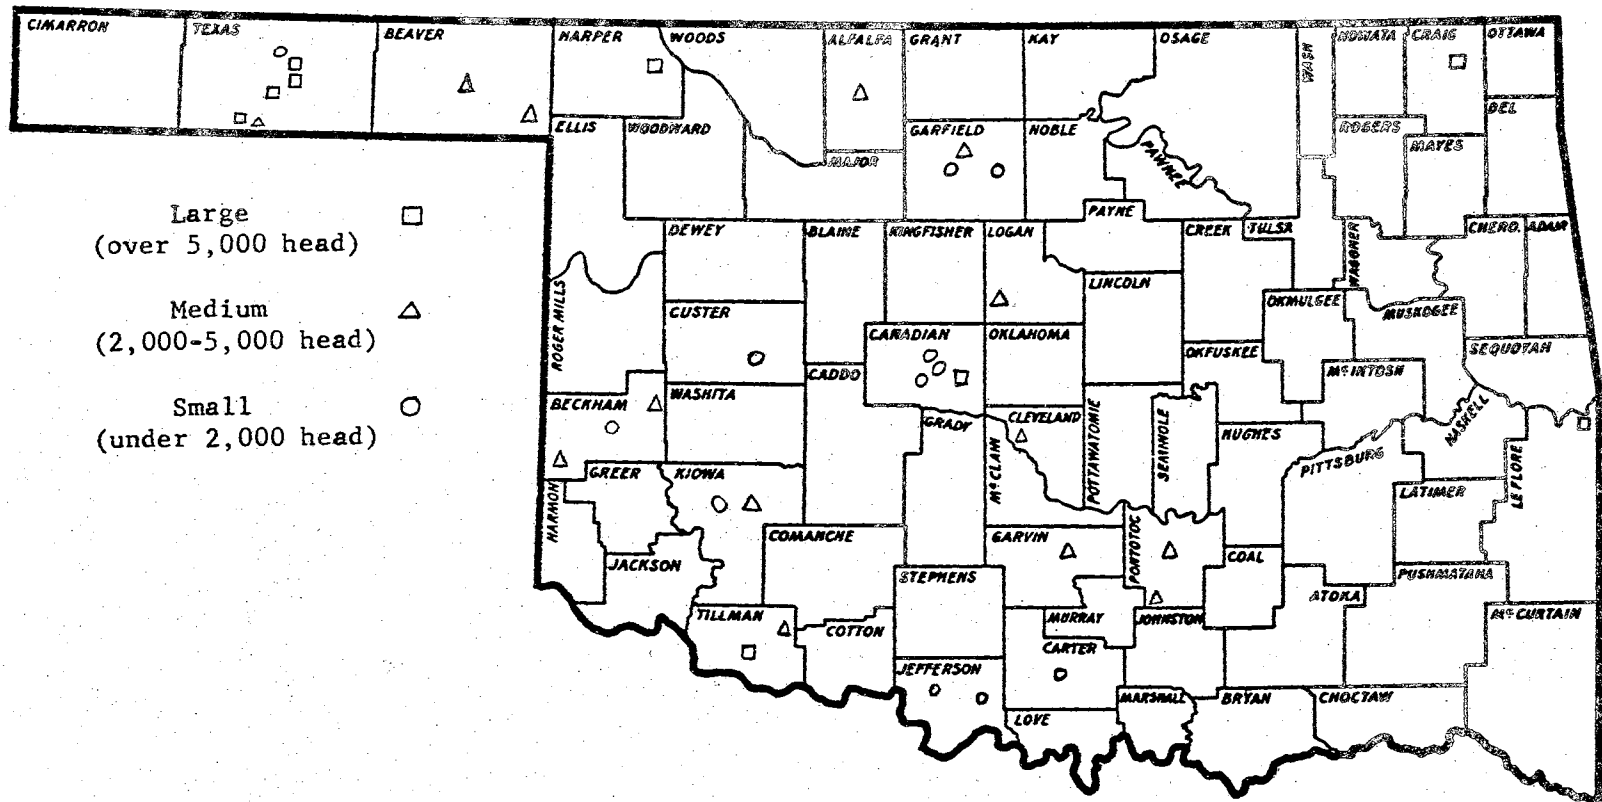 CIMARRON TEXAS BEAVER HARPER WOODS ALFALFA GRANT KAY OSAGE WASH NOWATA CRAIG OTTAWA
DEL
ELLIS WOODWARD GARFIELD NOBLE ROGERS
MAJOR PAWNEE MAYES
Large
(over 5,000 head)
PAYNE
DEWEY BLAINE KINGFISHER LOGAN CREEK TULSA WAGONER CHERO. ADAIR
LINCOLN
Medium
(2,000-5,000 head)
ROGER MILLS CUSTER OKMULGEE MUSKOGEE
CANADIAN OKLAHOMA OKFUSKEE SEQUOYAH
CADDO McINTOSH
Small
(under 2,000 head)
BECKHAM WASHITA GRADY CLEVELAND McCLAIN POTTAWATOMIE SEMINOLE HUGHES HASKELL
PITTSBURG
GREER KIOWA LATIMER LE FLORE
HARMON COMANCHE GARVIN PONTOTOC COAL
JACKSON STEPHENS PUSHMATAHA
TILLMAN COTTON MURRAY JOHNSTON ATOKA McCURTAIN
JEFFERSON CARTER
LOVE MARSHALL BRYAN CHOCTAW